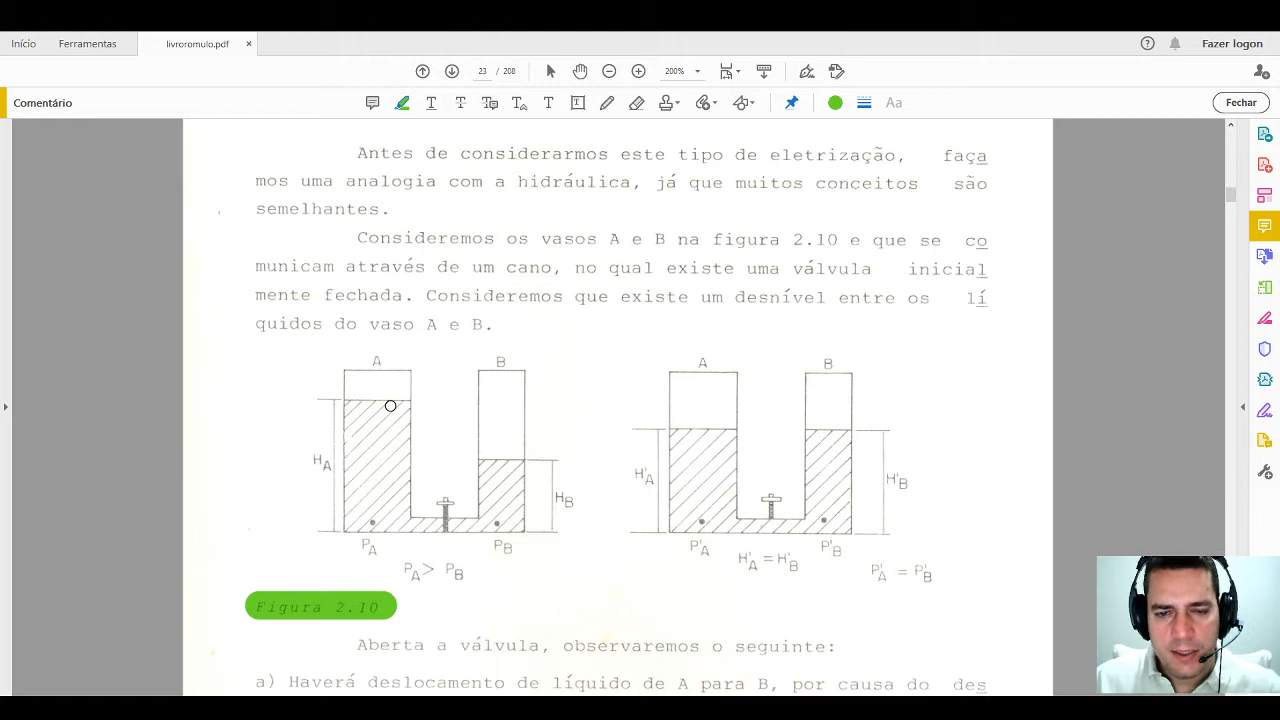 Início
Ferramentas
livroromulo.pdf
Fazer logon
23 / 208
200%
Comentário
Aa
Fechar
Antes de considerarmos este tipo de eletrização, faça
mos uma analogia com a hidráulica, já que muitos conceitos são
semelhantes.
Consideremos os vasos A e B na figura 2.10 e que se co
municam através de um cano, no qual existe uma válvula inicial
mente fechada. Consideremos que existe um desnível entre os lí
quidos do vaso A e B.
A
B
A
B
HA
HB
H'A
H'B
PA
PB
P'A
P'B
PA > PB
H'A = H'B
P'A = P'B
Figura 2.10
Aberta a válvula, observaremos o seguinte:
a) Haverá deslocamento de líquido de A para B, por causa do des